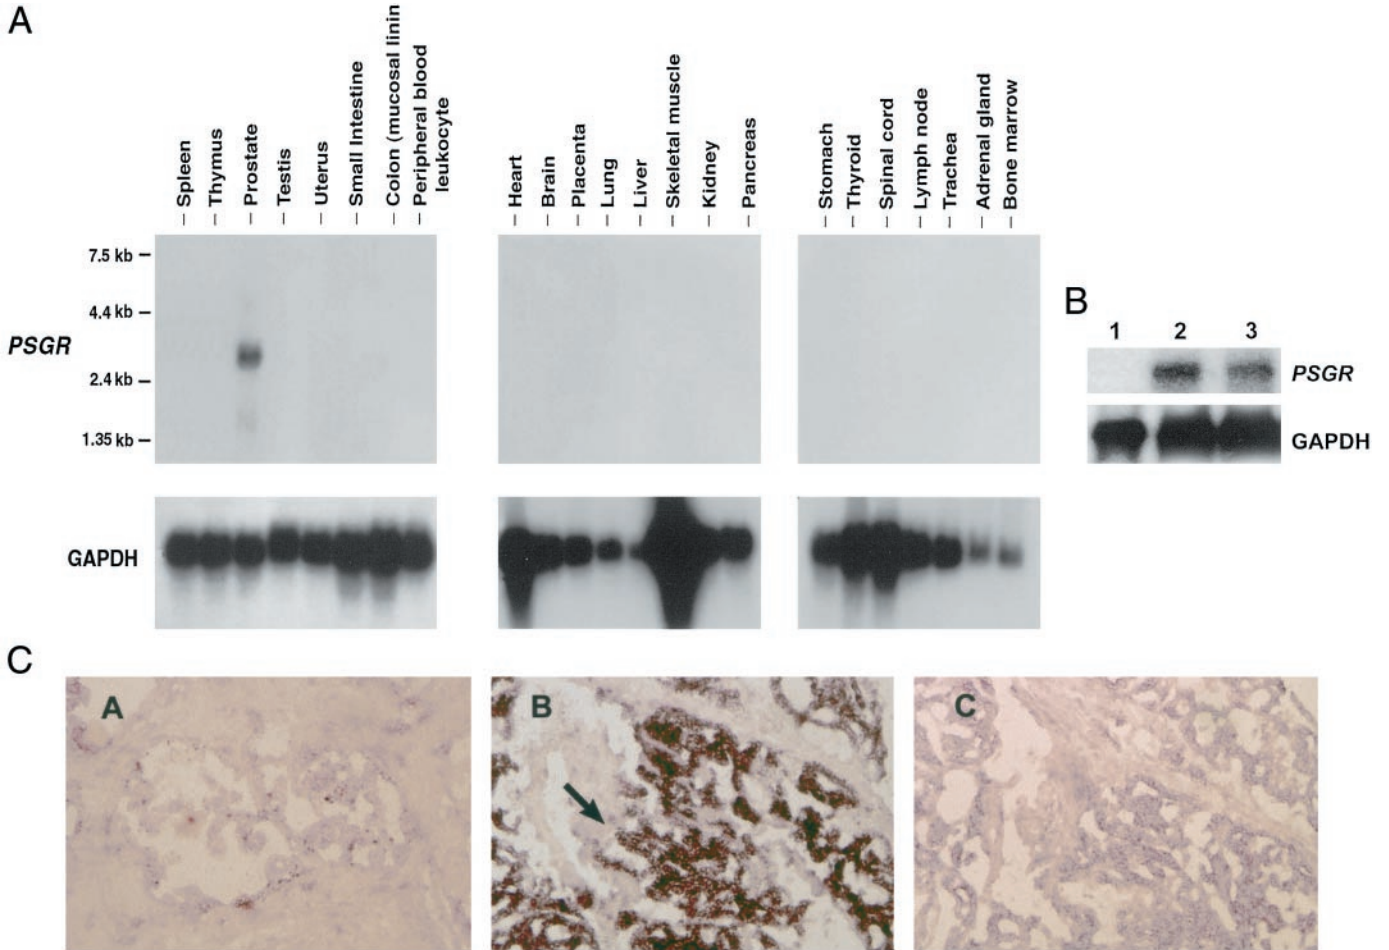 A
– Spleen
– Thymus
– Prostate
– Testis
– Uterus
– Small Intestine
– Colon (mucosal linin
– Peripheral blood
leukocyte
– Heart
– Brain
– Placenta
– Lung
– Liver
– Skeletal muscle
– Kidney
– Pancreas
– Stomach
– Thyroid
– Spinal cord
– Lymph node
– Trachea
– Adrenal gland
– Bone marrow
7.5 kb –
4.4 kb –
PSGR
2.4 kb –
1.35 kb –
GAPDH
B
1 2 3
PSGR
GAPDH
C
A
B
C